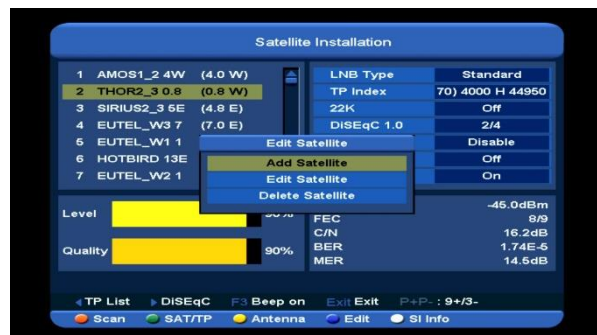 Satellite Installation
1 AMOS1_2 4W (4.0 W)
2 THOR2_3 0.8 (0.8 W)
3 SIRIUS2_3 5E (4.8 E)
4 EUTEL_W3 7 (7.0 E)
5 EUTEL_W1 1
6 HOTBIRD 13E
7 EUTEL_W2 1
LNB Type Standard
TP Index 70) 4000 H 44950
22K Off
DiSEqC 1.0 2/4
Disable
Off
On
Edit Satellite
Add Satellite
Edit Satellite
Delete Satellite
Level
Quality 90%
-45.0dBm
FEC 8/9
C/N 16.2dB
BER 1.74E-5
MER 14.5dB
TP List DiSEqC F3 Beep on Exit Exit P+P- : 9+/3-
Scan SAT/TP Antenna Edit SI Info